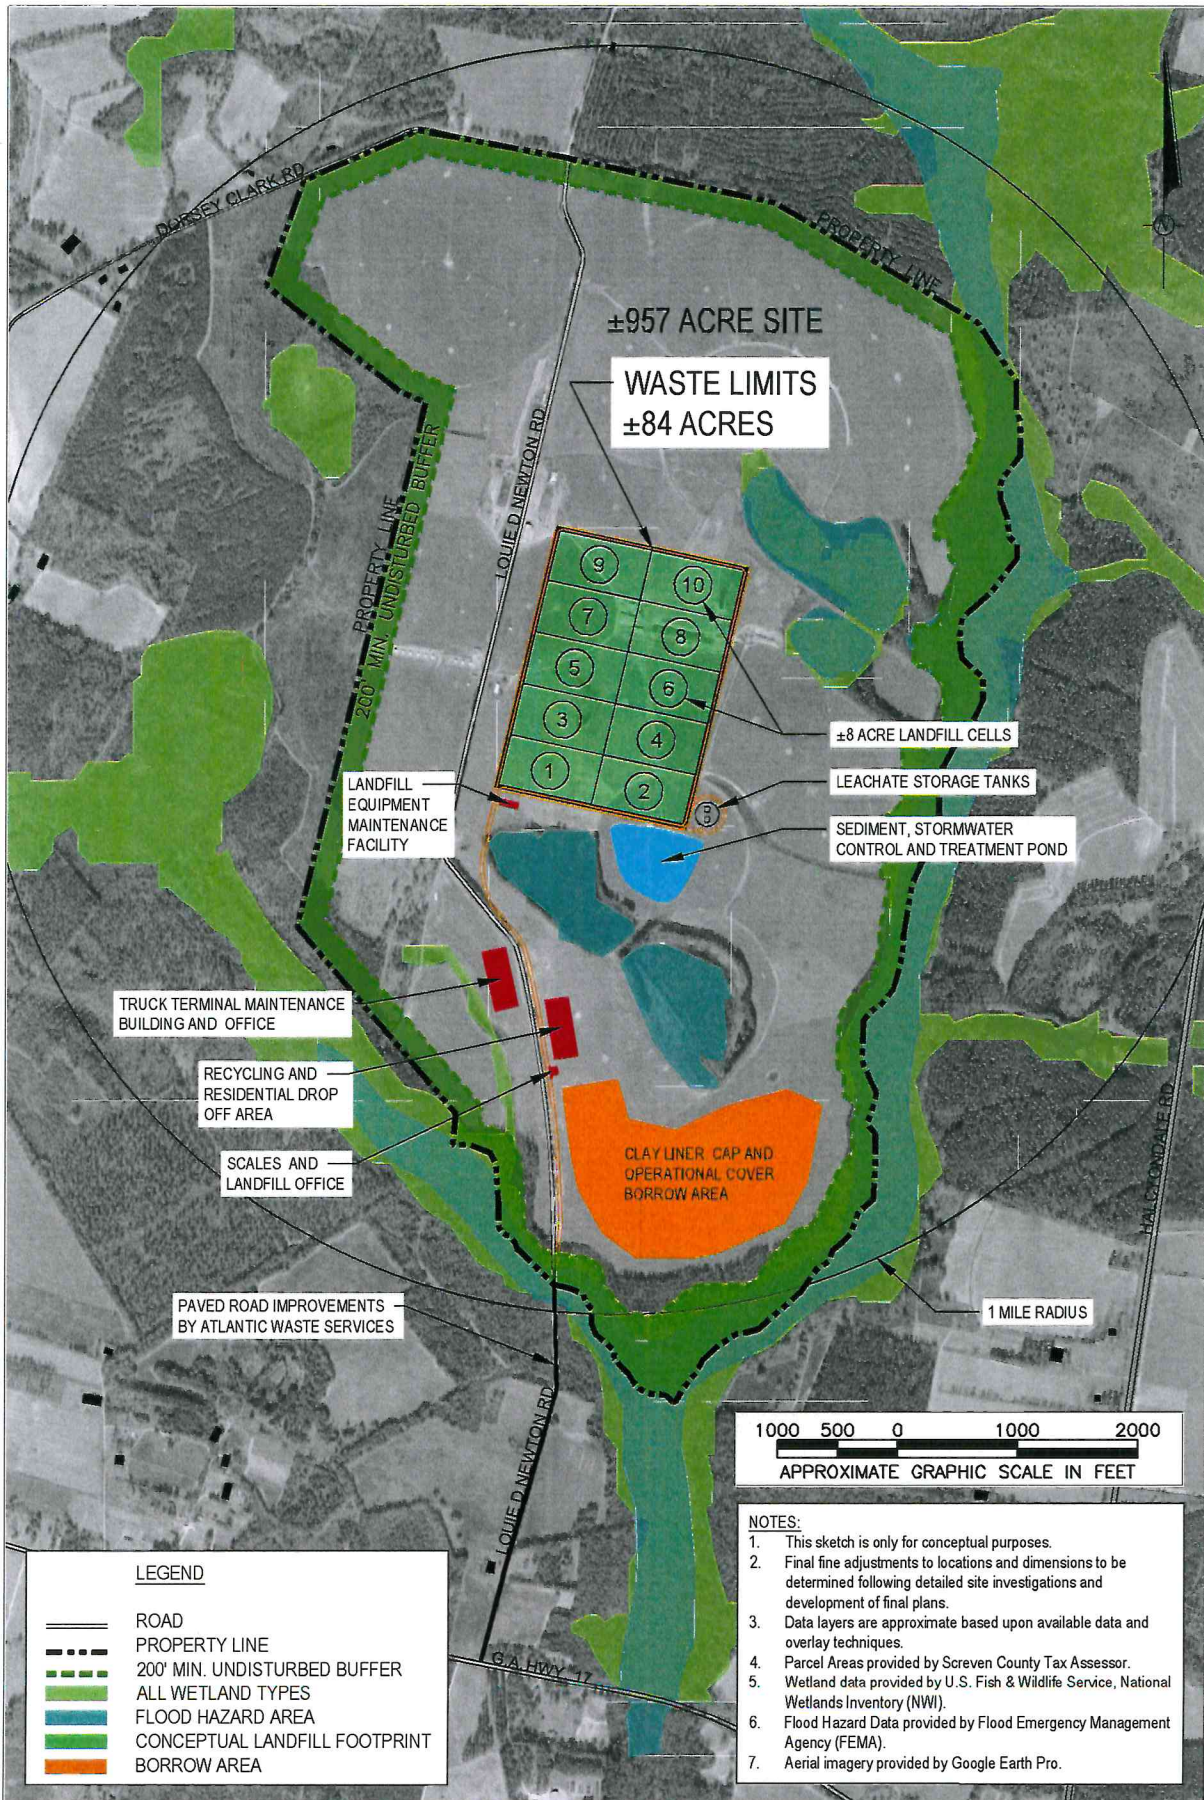 DORSEY CLARK RD
PROPERTY LINE
N
±957 ACRE SITE
WASTE LIMITS
±84 ACRES
LOUIE D NEWTON RD
PROPERTY LINE
200' MIN. UNDISTURBED BUFFER
9
10
7
8
5
6
3
4
1
2
±8 ACRE LANDFILL CELLS
LEACHATE STORAGE TANKS
SEDIMENT, STORMWATER
CONTROL AND TREATMENT POND
LANDFILL
EQUIPMENT
MAINTENANCE
FACILITY
TRUCK TERMINAL MAINTENANCE
BUILDING AND OFFICE
RECYCLING AND
RESIDENTIAL DROP
OFF AREA
SCALES AND
LANDFILL OFFICE
CLAY LINER CAP AND
OPERATIONAL COVER
BORROW AREA
HALCYONDALE RD
PAVED ROAD IMPROVEMENTS
BY ATLANTIC WASTE SERVICES
1 MILE RADIUS
LOUIE D NEWTON RD
G.A. HWY. 17
1000 500 0 1000 2000
APPROXIMATE GRAPHIC SCALE IN FEET
LEGEND
ROAD
PROPERTY LINE
200' MIN. UNDISTURBED BUFFER
ALL WETLAND TYPES
FLOOD HAZARD AREA
CONCEPTUAL LANDFILL FOOTPRINT
BORROW AREA
NOTES:
1. This sketch is only for conceptual purposes.
2. Final fine adjustments to locations and dimensions to be
determined following detailed site investigations and
development of final plans.
3. Data layers are approximate based upon available data and
overlay techniques.
4. Parcel Areas provided by Screven County Tax Assessor.
5. Wetland data provided by U.S. Fish & Wildlife Service, National
Wetlands Inventory (NWI).
6. Flood Hazard Data provided by Flood Emergency Management
Agency (FEMA).
7. Aerial imagery provided by Google Earth Pro.